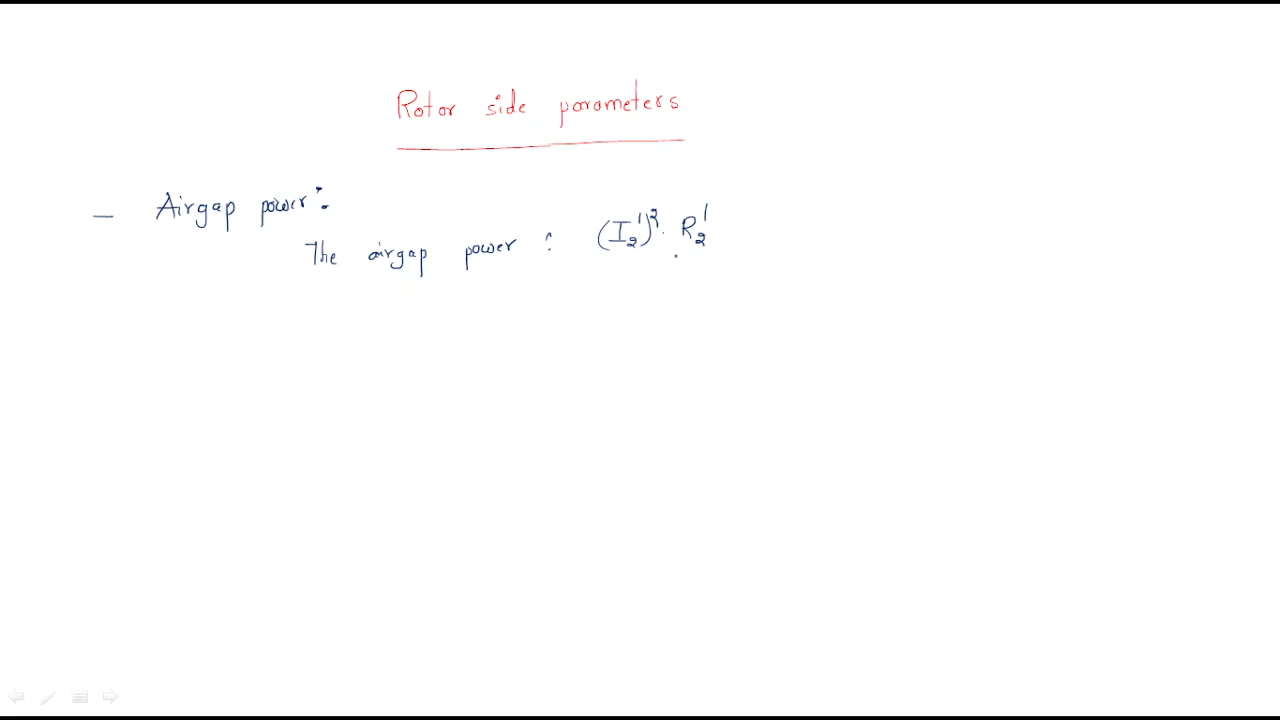 Rotor side parameters
- Airgap power:
The airgap power : (I₂')². R₂'